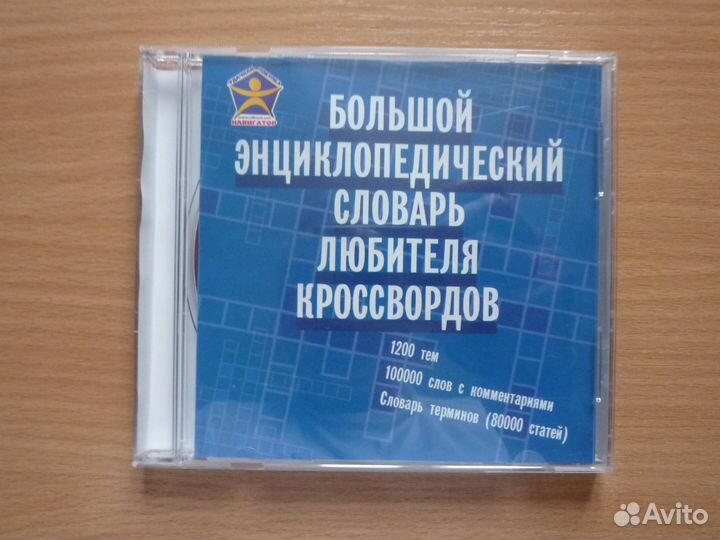 НАВИГАТОР
БОЛЬШОЙ
ЭНЦИКЛОПЕДИЧЕСКИЙ
СЛОВАРЬ
ЛЮБИТЕЛЯ
КРОССВОРДОВ
1200 тем
100000 слов с комментариями
Словарь терминов (80000 статей)
Avito